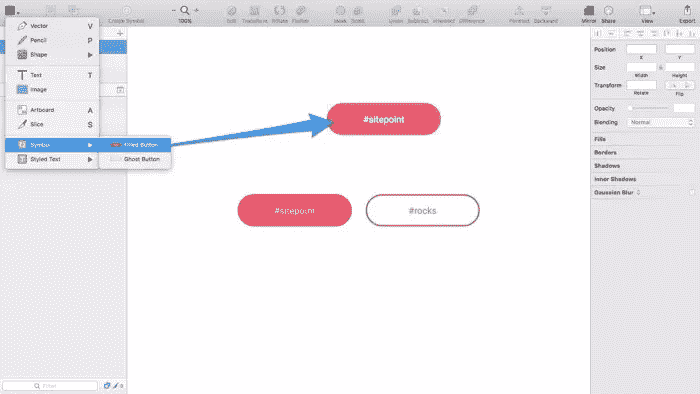 Create Symbol
100%
Edit Transform Rotate Flatten
Mask Scale
Union Subtract Intersect Difference
Forward Backward
Mirror Share
View
Export
Vector V
Pencil P
Shape
Text T
Image
Artboard A
Slice S
Symbol
Styled Text
Filled Button
Ghost Button
#sitepoint
#sitepoint
#rocks
Position
X Y
Size
Width Height
Transform
Rotate Flip
Opacity
Blending Normal
Fills
Borders
Shadows
Inner Shadows
Gaussian Blur
Filter